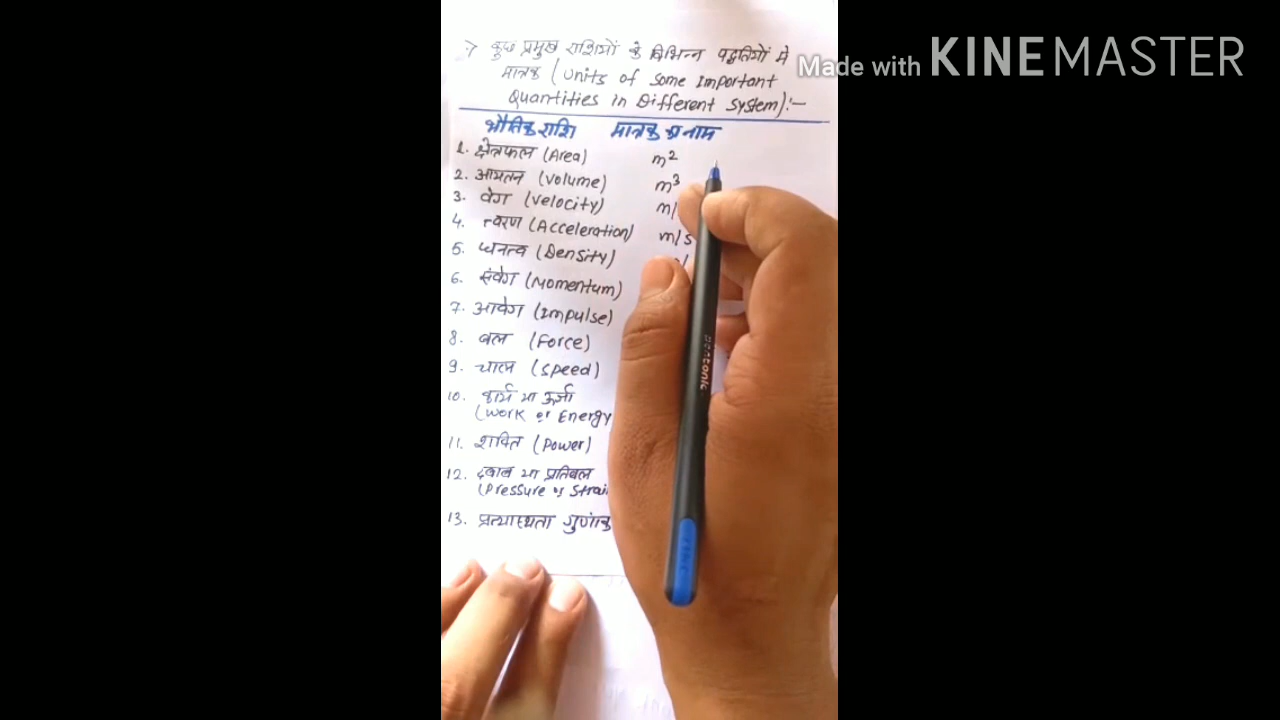 कुछ प्रमुख राशियों के विभिन्न पद्धतियों मे
मात्रक (Units of Some Important
Quantities in Different System):-
भौतिक राशि मात्रक का नाम
1. क्षेत्रफल (Area) m²
2. आयतन (Volume) m³
3. वेग (Velocity) m/
4. त्वरण (Acceleration) m/s
5. घनत्व (Density)
6. संवेग (Momentum)
7. आवेग (Impulse)
8. बल (Force)
9. चाल (Speed)
10. कार्य या ऊर्जा
(Work or Energy
11. शक्ति (Power)
12. दबाब या प्रतिबल
(Pressure or Strai
13. प्रत्यास्थता गुणांक
Made with KINEMASTER
pentonic